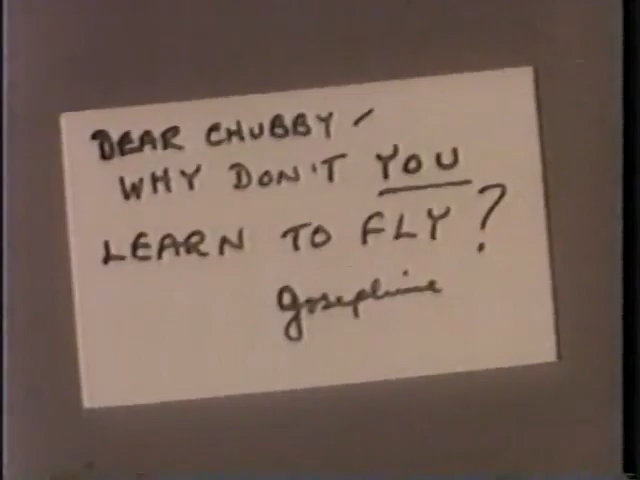 DEAR CHUBBY -
WHY DON'T YOU
LEARN TO FLY?
Josephine